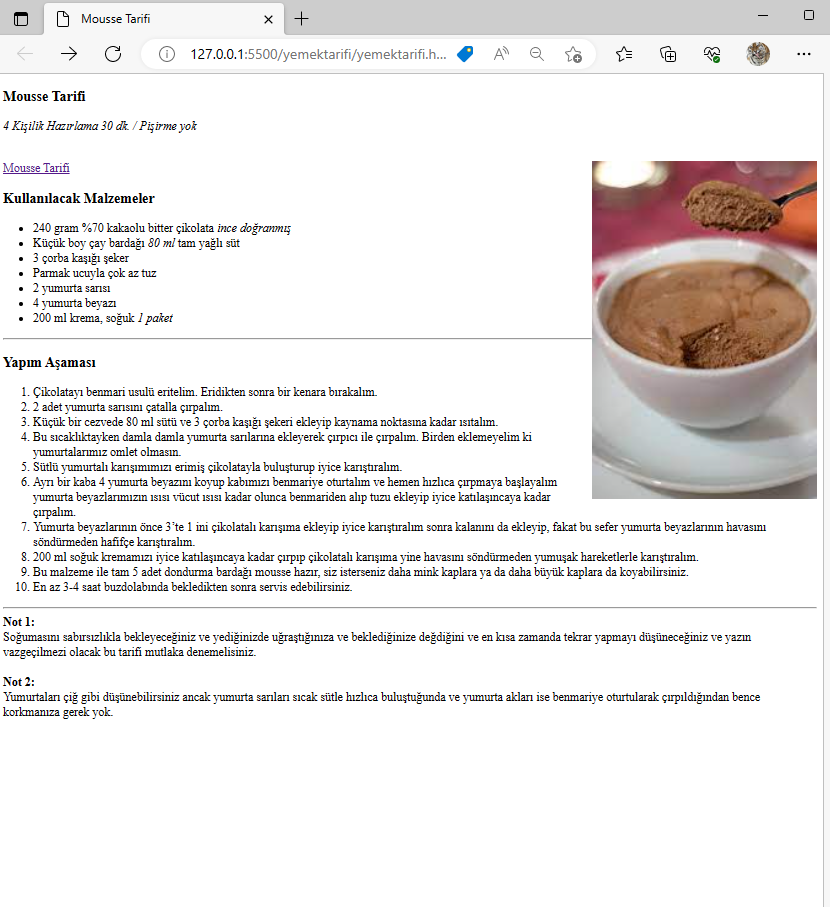 Mousse Tarifi
127.0.0.1:5500/yemektarifi/yemektarifi.h...
Mousse Tarifi
4 Kişilik Hazırlama 30 dk. / Pişirme yok
Mousse Tarifi
Kullanılacak Malzemeler
240 gram %70 kakaolu bitter çikolata ince doğranmış
Küçük boy çay bardağı 80 ml tam yağlı süt
3 çorba kaşığı şeker
Parmak ucuyla çok az tuz
2 yumurta sarısı
4 yumurta beyazı
200 ml krema, soğuk 1 paket
Yapım Aşaması
1. Çikolatayı benmari usulü eritelim. Eridikten sonra bir kenara bırakalım.
2. 2 adet yumurta sarısını çatalla çırpalım.
3. Küçük bir cezvede 80 ml sütü ve 3 çorba kaşığı şekeri ekleyip kaynama noktasına kadar ısıtalım.
4. Bu sıcaklıktayken damla damla yumurta sarılarına ekleyerek çırpıcı ile çırpalım. Birden eklemeyelim ki
yumurtalarımız omlet olmasın.
5. Sütlü yumurtalı karışımımızı erimiş çikolatayla buluşturup iyice karıştıralım.
6. Ayrı bir kaba 4 yumurta beyazını koyup kabımızı benmariye oturtalım ve hemen hızlıca çırpmaya başlayalım
yumurta beyazlarımızın ısısı vücut ısısı kadar olunca benmariden alıp tuzu ekleyip iyice katılaşıncaya kadar
çırpalım.
7. Yumurta beyazlarının önce 3'te 1 ini çikolatalı karışıma ekleyip iyice karıştıralım sonra kalanını da ekleyip, fakat bu sefer yumurta beyazlarının havasını
söndürmeden hafifçe karıştıralım.
8. 200 ml soğuk kremamızı iyice katılaşıncaya kadar çırpıp çikolatalı karışıma yine havasını söndürmeden yumuşak hareketlerle karıştıralım.
9. Bu malzeme ile tam 5 adet dondurma bardağı mousse hazır, siz isterseniz daha mink kaplara ya da daha büyük kaplara da koyabilirsiniz.
10. En az 3-4 saat buzdolabında bekledikten sonra servis edebilirsiniz.
Not 1:
Soğumasını sabırsızlıkla bekleyeceğiniz ve yediğinizde uğraştığınıza ve beklediğinize değdiğini ve en kısa zamanda tekrar yapmayı düşüneceğiniz ve yazın
vazgeçilmezi olacak bu tarifi mutlaka denemelisiniz.
Not 2:
Yumurtaları çiğ gibi düşünebilirsiniz ancak yumurta sarıları sıcak sütle hızlıca buluştuğunda ve yumurta akları ise benmariye oturtularak çırpıldığından bence
korkmanıza gerek yok.